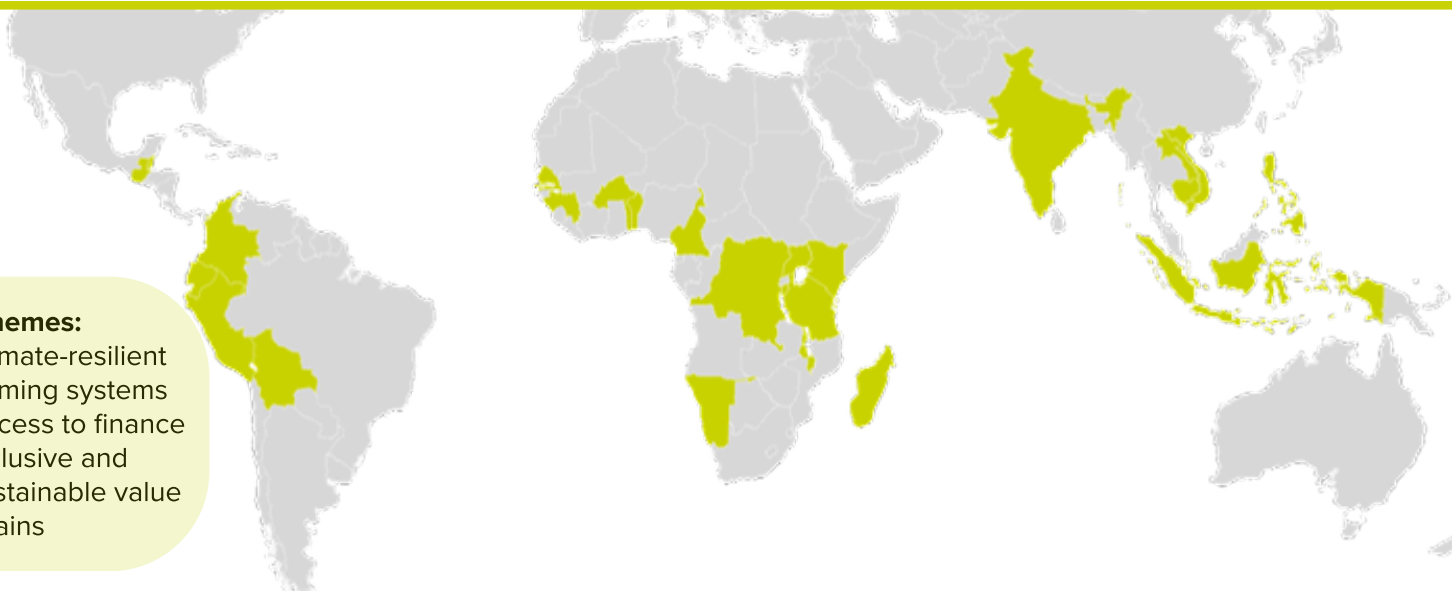 hemes:
mate-resilient
ming systems
cess to finance
lusive and
stainable value
ains